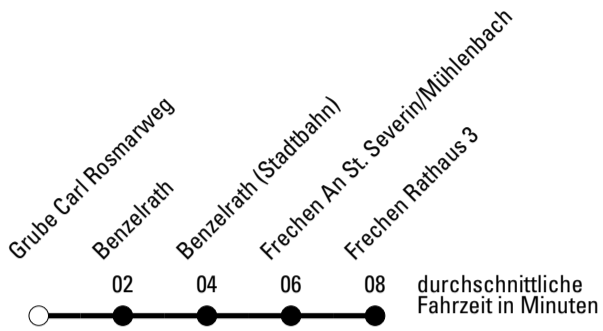 Grube Carl Rosmarweg
Benzelrath
Benzelrath (Stadtbahn)
Frechen An St. Severin/Mühlenbach
Frechen Rathaus 3
02 04 06 08
durchschnittliche
Fahrzeit in Minuten